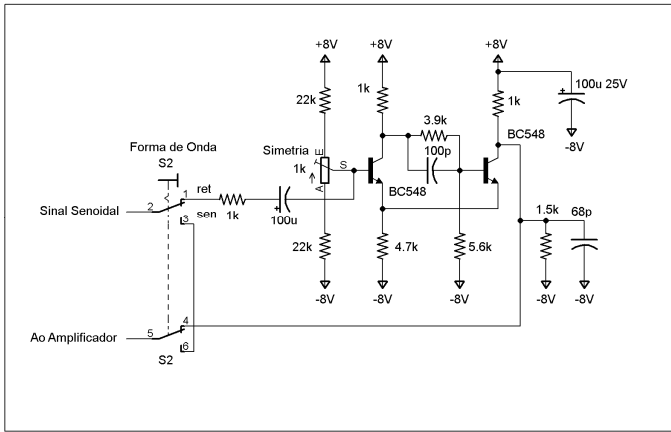 +8V
+8V
+8V
22k
1k
1k
100u 25V
-8V
3.9k
100p
BC548
BC548
Simetria
1k
E
S
A
Forma de Onda
S2
Sinal Senoidal
2
1
ret
sen
3
1k
+
100u
22k
4.7k
5.6k
1.5k
68p
-8V
-8V
-8V
-8V
-8V
Ao Amplificador
5
4
6
S2
+